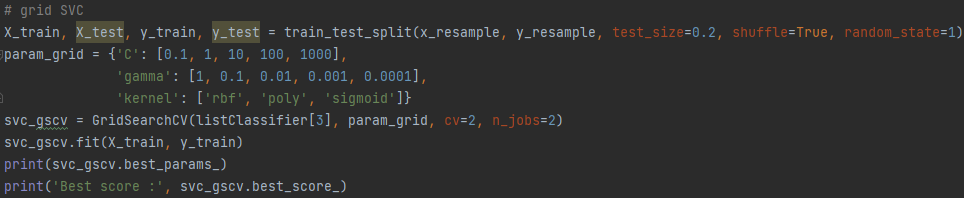 # grid SVC
X_train, X_test, y_train, y_test = train_test_split(x_resample, y_resample, test_size=0.2, shuffle=True, random_state=1)
param_grid = {'C': [0.1, 1, 10, 100, 1000],
'gamma': [1, 0.1, 0.01, 0.001, 0.0001],
'kernel': ['rbf', 'poly', 'sigmoid']}
svc_gscv = GridSearchCV(listClassifier[3], param_grid, cv=2, n_jobs=2)
svc_gscv.fit(X_train, y_train)
print(svc_gscv.best_params_)
print('Best score :', svc_gscv.best_score_)